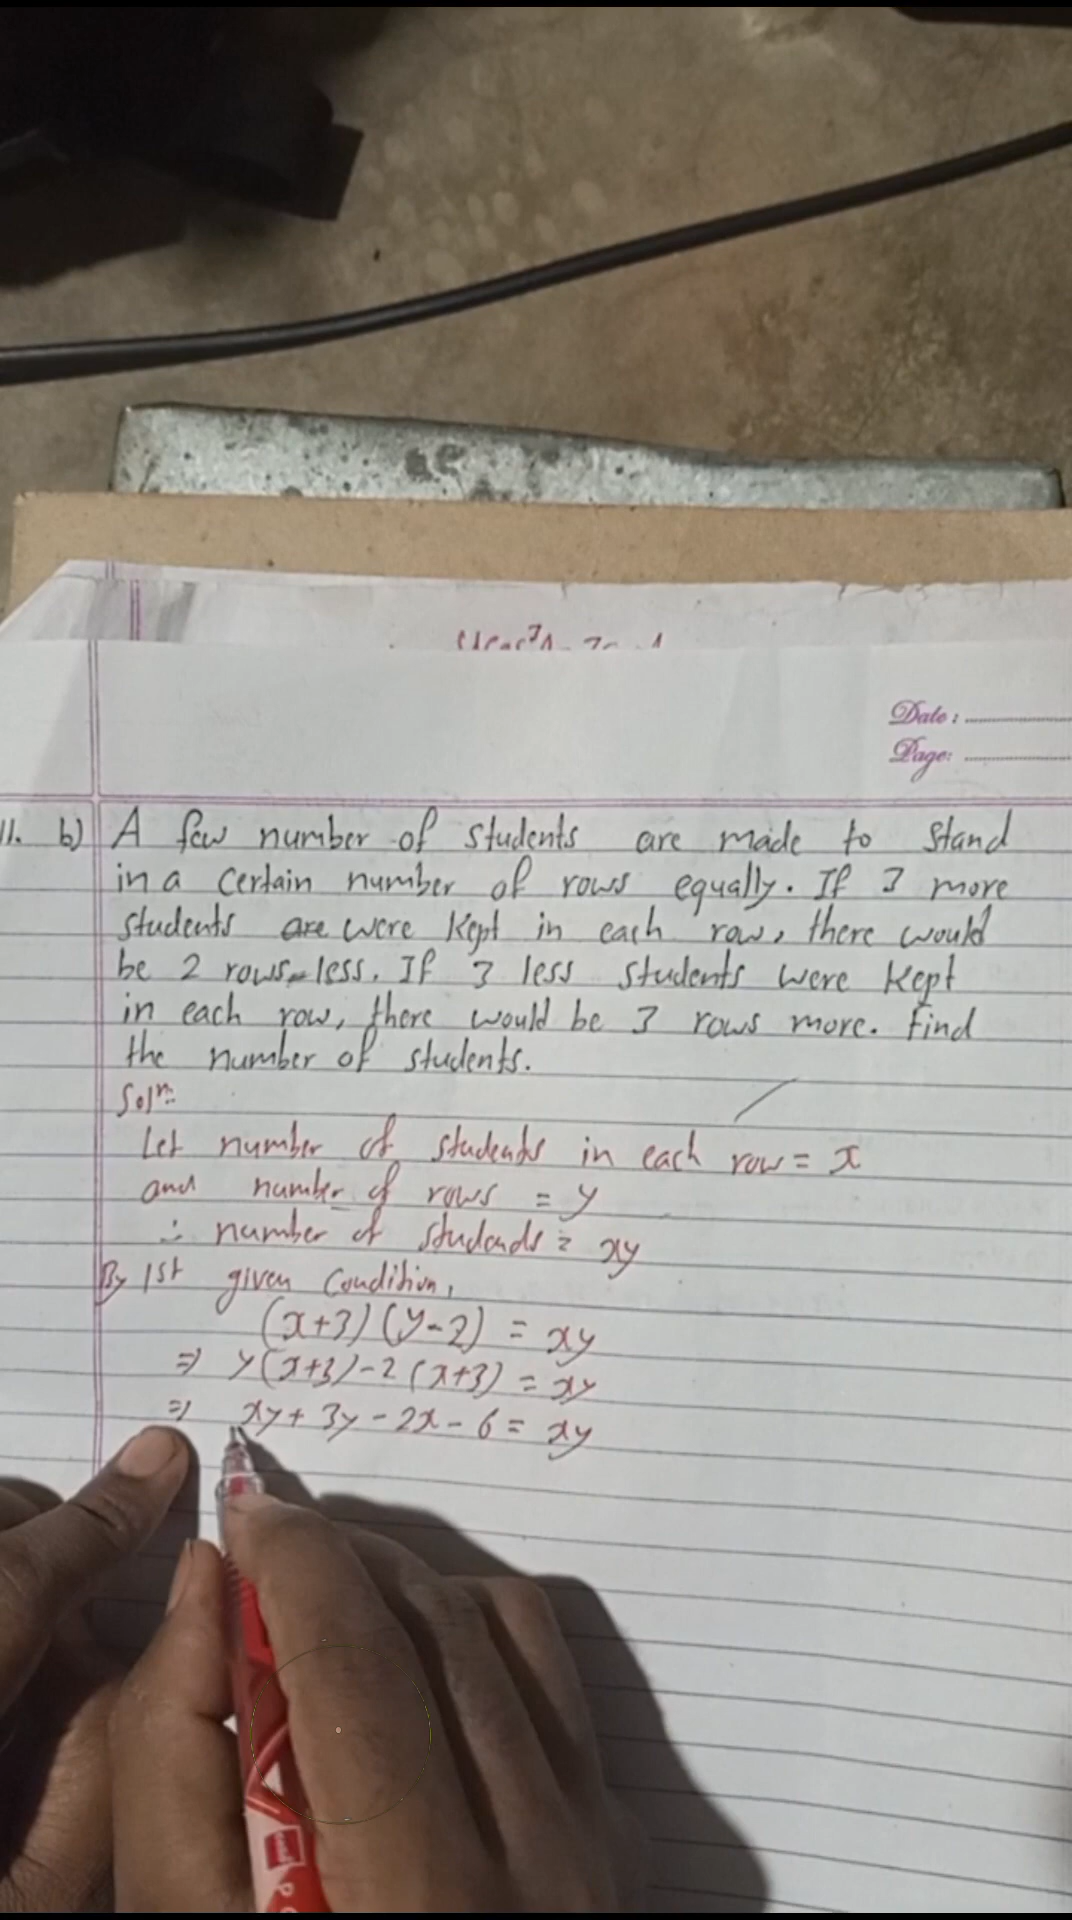 Date:
Page:
11. b) A few number of students are made to stand
in a certain number of rows equally. If 3 more
students are were kept in each row, there would
be 2 rows less. If 3 less students were kept
in each row, there would be 3 rows more. Find
the number of students.
Soln:
Let number of students in each row = x
and number of rows = y
∴ number of students = xy
By 1st given Condition,
(x+3) (y-2) = xy
⇒ y(x+3)-2(x+3) = xy
⇒ xy+3y-2x-6 = xy